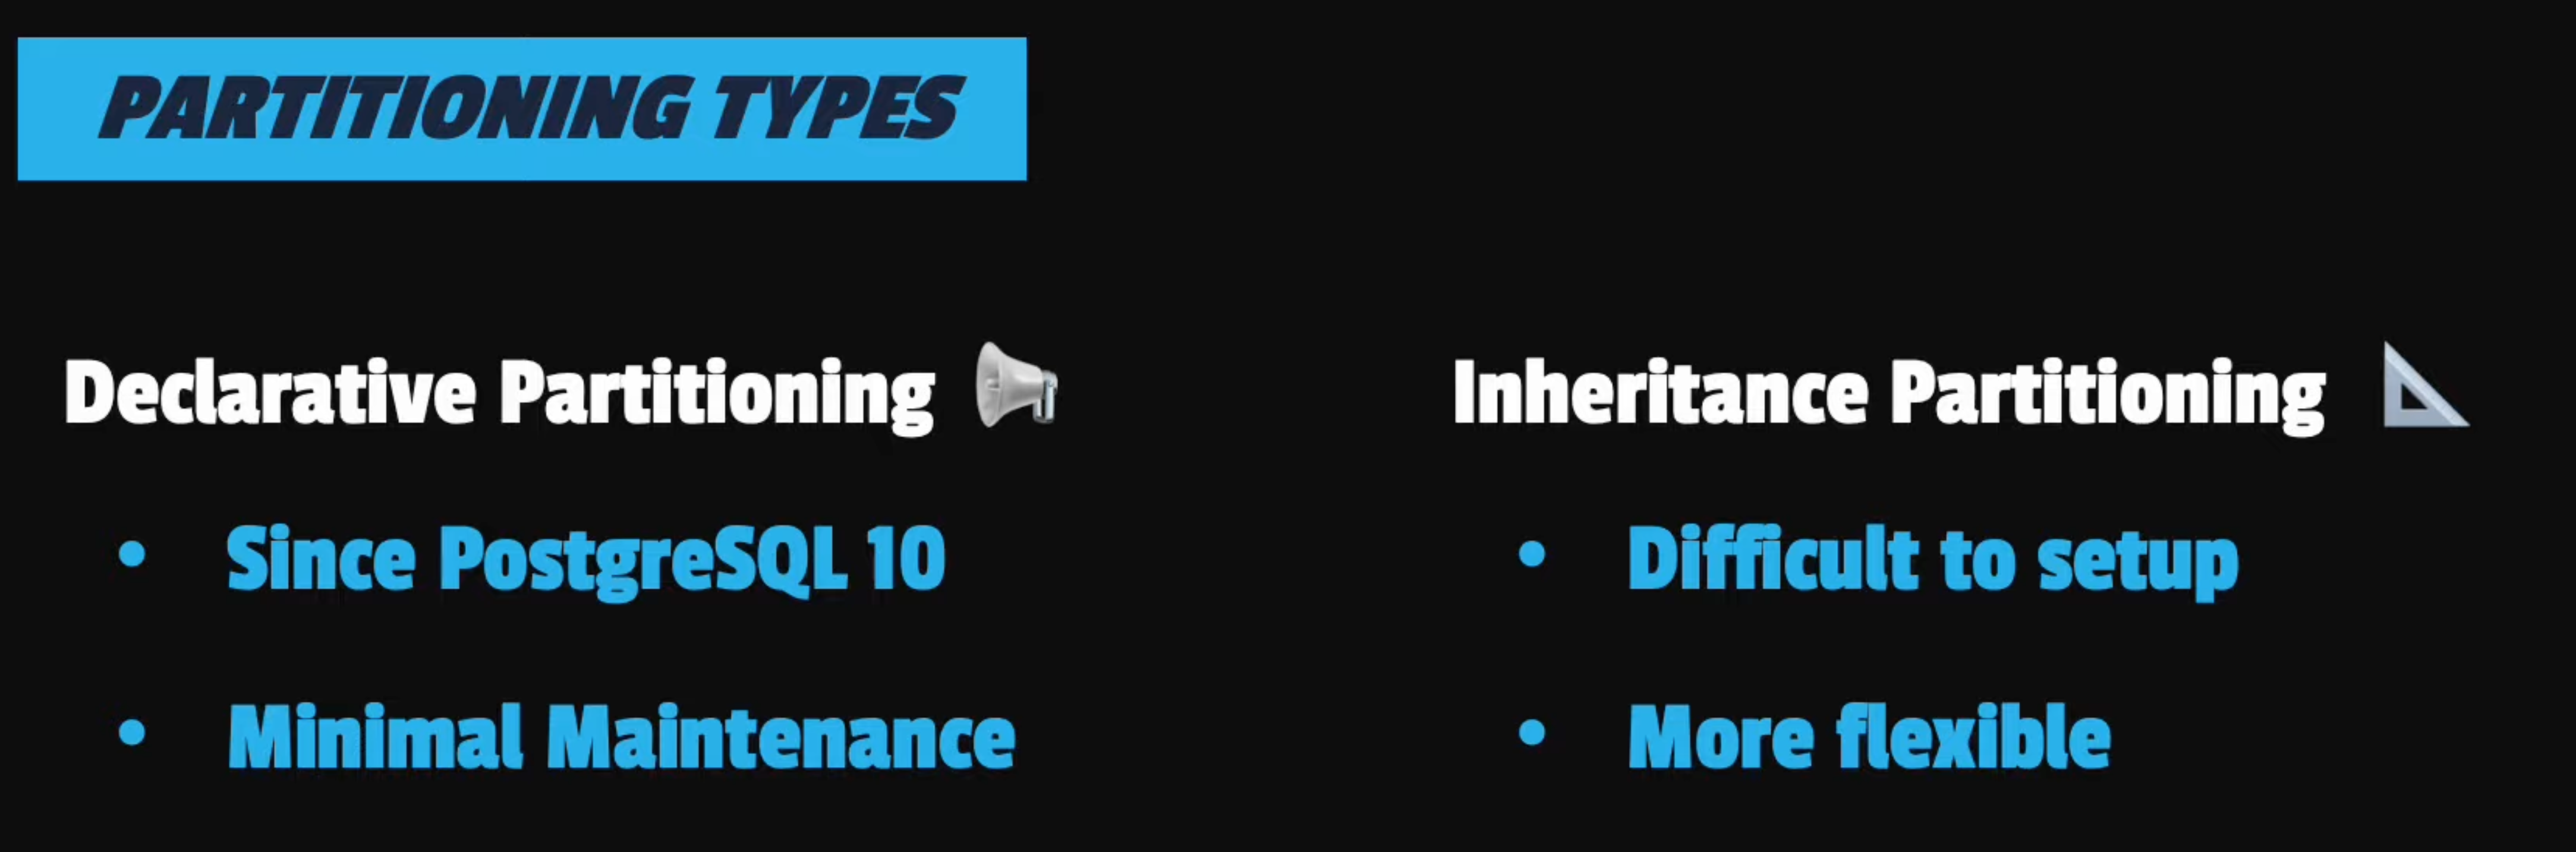 PARTITIONING TYPES
Declarative Partitioning
• Since PostgreSQL 10
• Minimal Maintenance
Inheritance Partitioning
• Difficult to setup
• More flexible